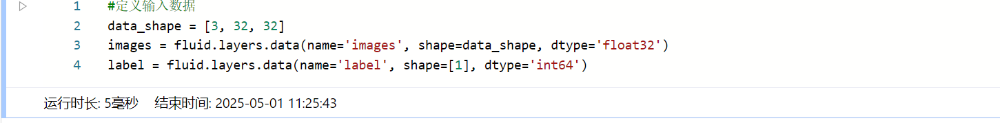 1 #定义输入数据
2 data_shape = [3, 32, 32]
3 images = fluid.layers.data(name='images', shape=data_shape, dtype='float32')
4 label = fluid.layers.data(name='label', shape=[1], dtype='int64')
运行时长: 5毫秒 结束时间: 2025-05-01 11:25:43